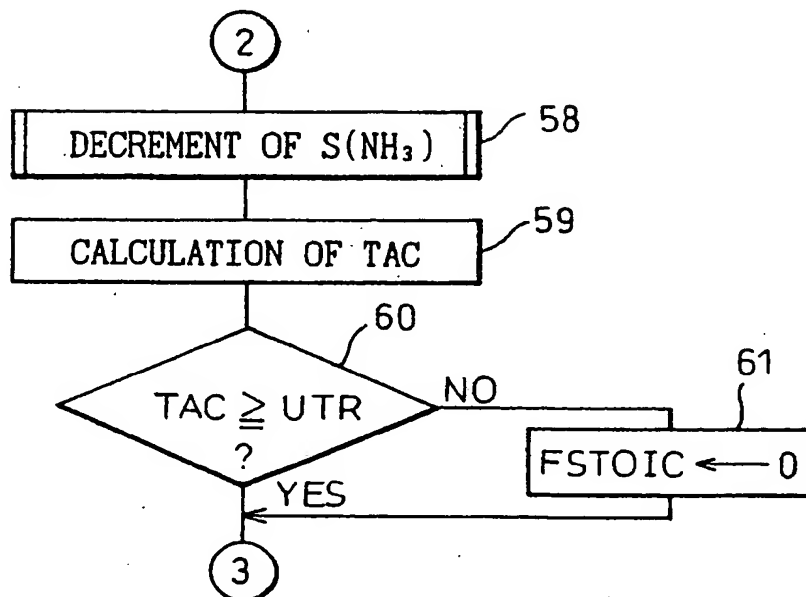 2
DECREMENT OF S(NH₃)
58
CALCULATION OF TAC
59
60
TAC ≧ UTR
?
NO
61
FSTOIC ← 0
YES
3